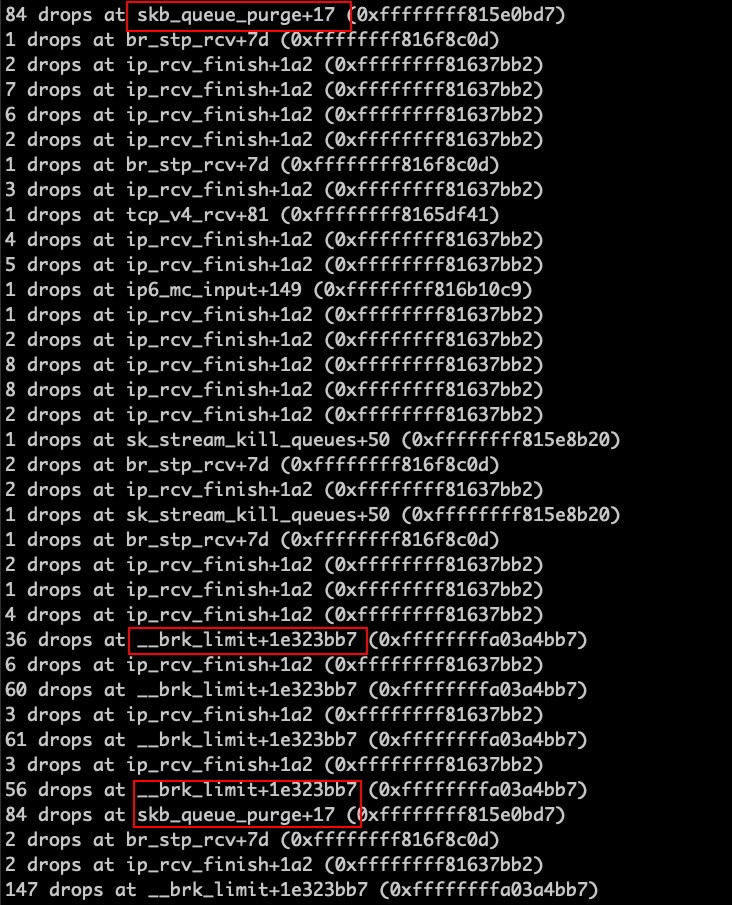 84 drops at skb_queue_purge+17 (0xffffffff815e0bd7)
1 drops at br_stp_rcv+7d (0xffffffff816f8c0d)
2 drops at ip_rcv_finish+1a2 (0xffffffff81637bb2)
7 drops at ip_rcv_finish+1a2 (0xffffffff81637bb2)
6 drops at ip_rcv_finish+1a2 (0xffffffff81637bb2)
2 drops at ip_rcv_finish+1a2 (0xffffffff81637bb2)
1 drops at br_stp_rcv+7d (0xffffffff816f8c0d)
3 drops at ip_rcv_finish+1a2 (0xffffffff81637bb2)
1 drops at tcp_v4_rcv+81 (0xffffffff8165df41)
4 drops at ip_rcv_finish+1a2 (0xffffffff81637bb2)
5 drops at ip_rcv_finish+1a2 (0xffffffff81637bb2)
1 drops at ip6_mc_input+149 (0xffffffff816b10c9)
1 drops at ip_rcv_finish+1a2 (0xffffffff81637bb2)
2 drops at ip_rcv_finish+1a2 (0xffffffff81637bb2)
8 drops at ip_rcv_finish+1a2 (0xffffffff81637bb2)
8 drops at ip_rcv_finish+1a2 (0xffffffff81637bb2)
2 drops at ip_rcv_finish+1a2 (0xffffffff81637bb2)
1 drops at sk_stream_kill_queues+50 (0xffffffff815e8b20)
2 drops at br_stp_rcv+7d (0xffffffff816f8c0d)
2 drops at ip_rcv_finish+1a2 (0xffffffff81637bb2)
1 drops at sk_stream_kill_queues+50 (0xffffffff815e8b20)
1 drops at br_stp_rcv+7d (0xffffffff816f8c0d)
2 drops at ip_rcv_finish+1a2 (0xffffffff81637bb2)
1 drops at ip_rcv_finish+1a2 (0xffffffff81637bb2)
4 drops at ip_rcv_finish+1a2 (0xffffffff81637bb2)
36 drops at __brk_limit+1e323bb7 (0xffffffffa03a4bb7)
6 drops at ip_rcv_finish+1a2 (0xffffffff81637bb2)
60 drops at __brk_limit+1e323bb7 (0xffffffffa03a4bb7)
3 drops at ip_rcv_finish+1a2 (0xffffffff81637bb2)
61 drops at __brk_limit+1e323bb7 (0xffffffffa03a4bb7)
3 drops at ip_rcv_finish+1a2 (0xffffffff81637bb2)
56 drops at __brk_limit+1e323bb7 (0xffffffffa03a4bb7)
84 drops at skb_queue_purge+17 (0xffffffff815e0bd7)
2 drops at br_stp_rcv+7d (0xffffffff816f8c0d)
2 drops at ip_rcv_finish+1a2 (0xffffffff81637bb2)
147 drops at __brk_limit+1e323bb7 (0xffffffffa03a4bb7)